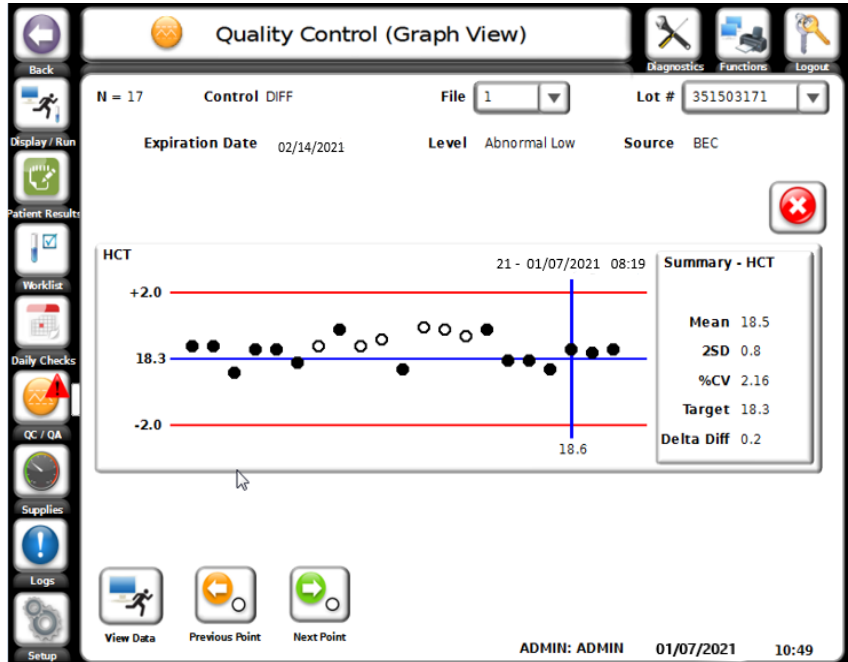 Quality Control (Graph View)
Back
Diagnostics
Functions
Logout
N = 17 Control DIFF File 1 Lot # 351503171
Display / Run
Expiration Date 02/14/2021 Level Abnormal Low Source BEC
Patient Results
Worklist
HCT 21 - 01/07/2021 08:19 Summary - HCT
+2.0
Mean 18.5
Daily Checks
18.3
2SD 0.8
%CV 2.16
Target 18.3
QC / QA
-2.0
Delta Diff 0.2
18.6
Supplies
Logs
View Data Previous Point Next Point
Setup
ADMIN: ADMIN 01/07/2021 10:49